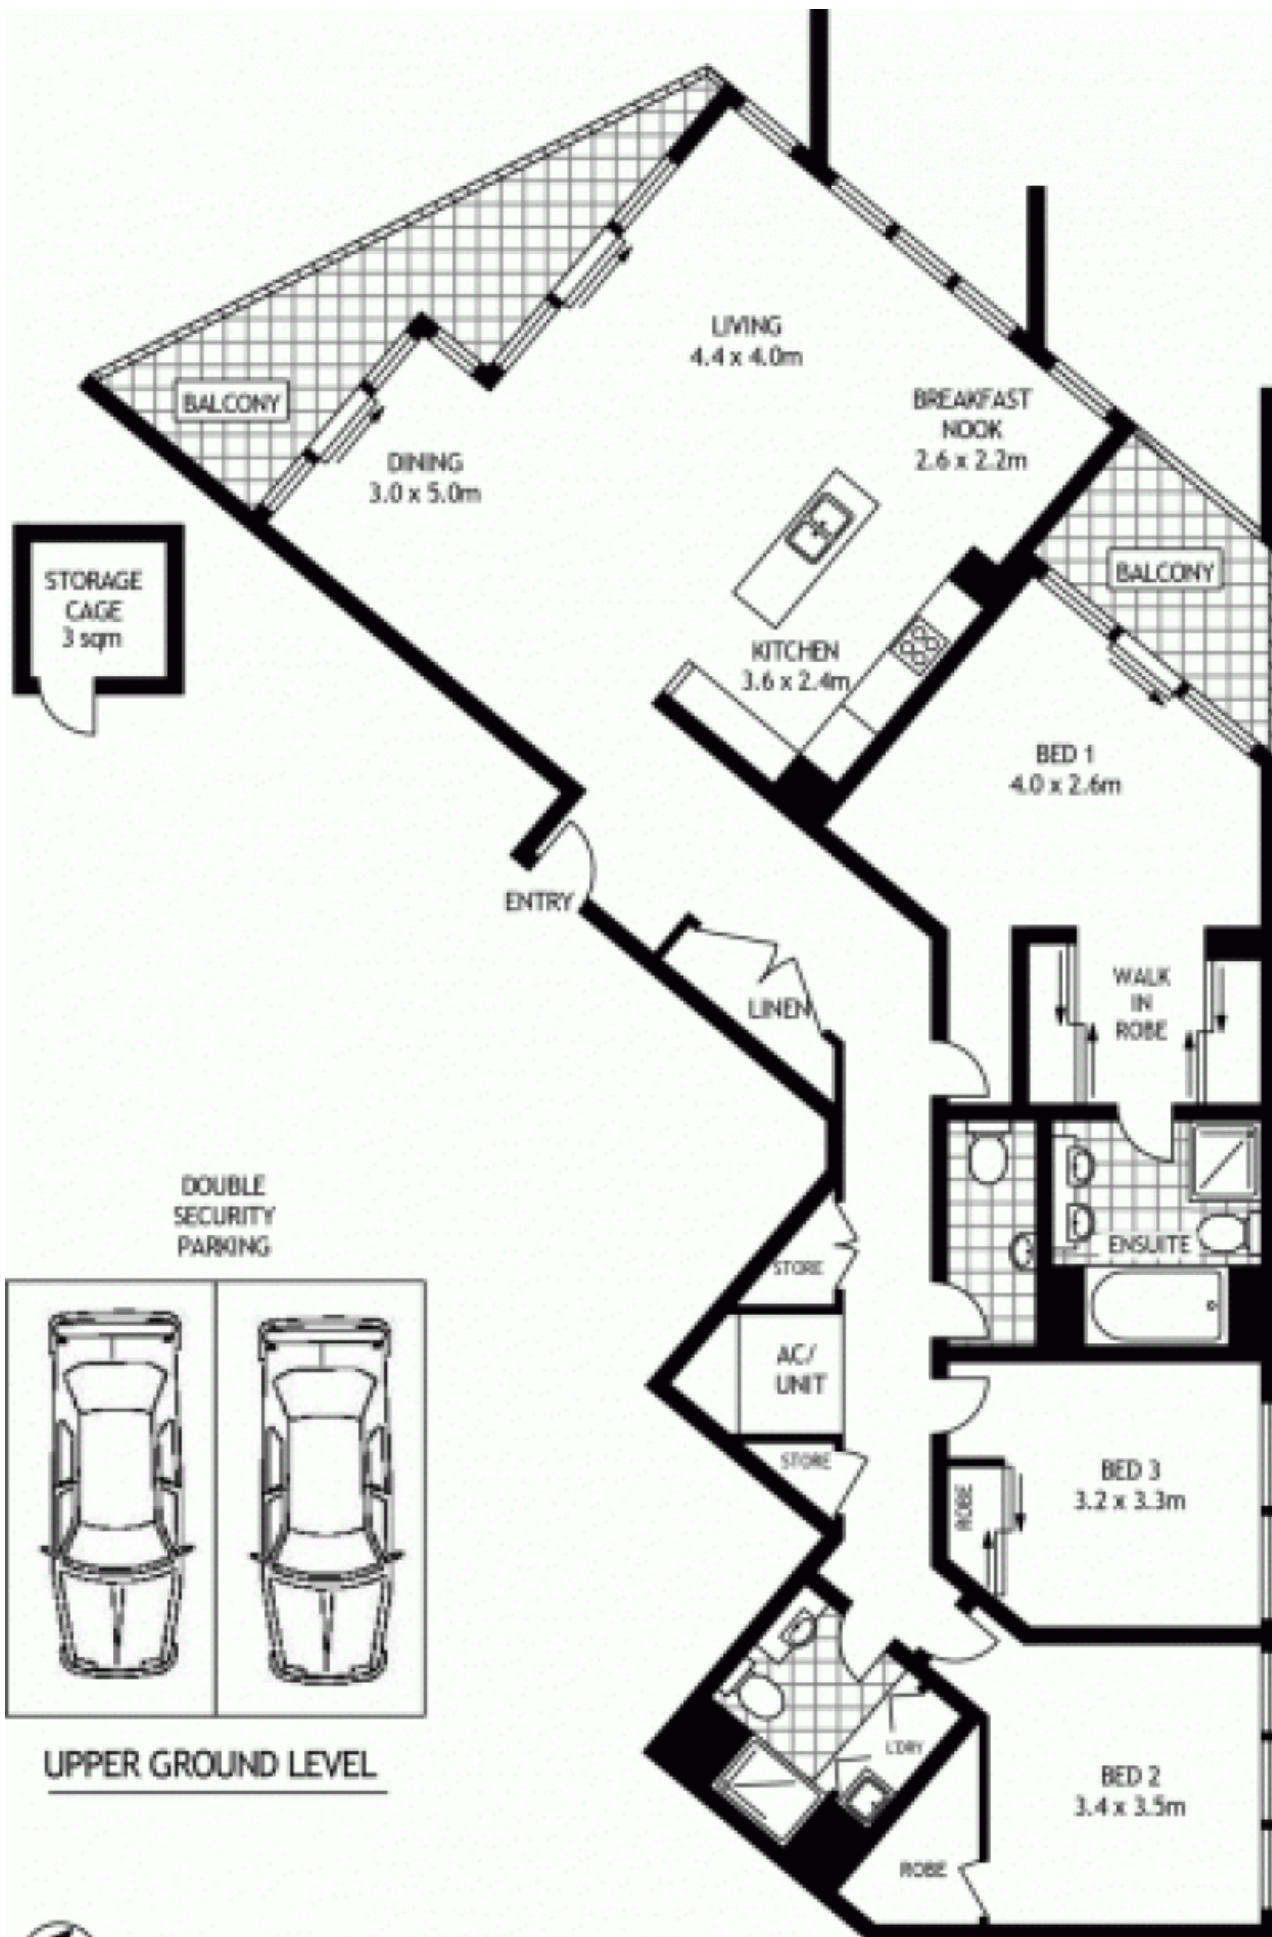 LIVING
4.4 x 4.0m
BREAKFAST
NOOK
2.6 x 2.2m
BALCONY
DINING
3.0 x 5.0m
STORAGE
CAGE
3 sqm
BALCONY
KITCHEN
3.6 x 2.4m
BED 1
4.0 x 2.6m
ENTRY
WALK
IN
ROBE
LINEN
DOUBLE
SECURITY
PARKING
ENSUITE
STORE
AC/
UNIT
STORE
BED 3
3.2 x 3.3m
ROBE
UPPER GROUND LEVEL
L'DRY
BED 2
3.4 x 3.5m
ROBE